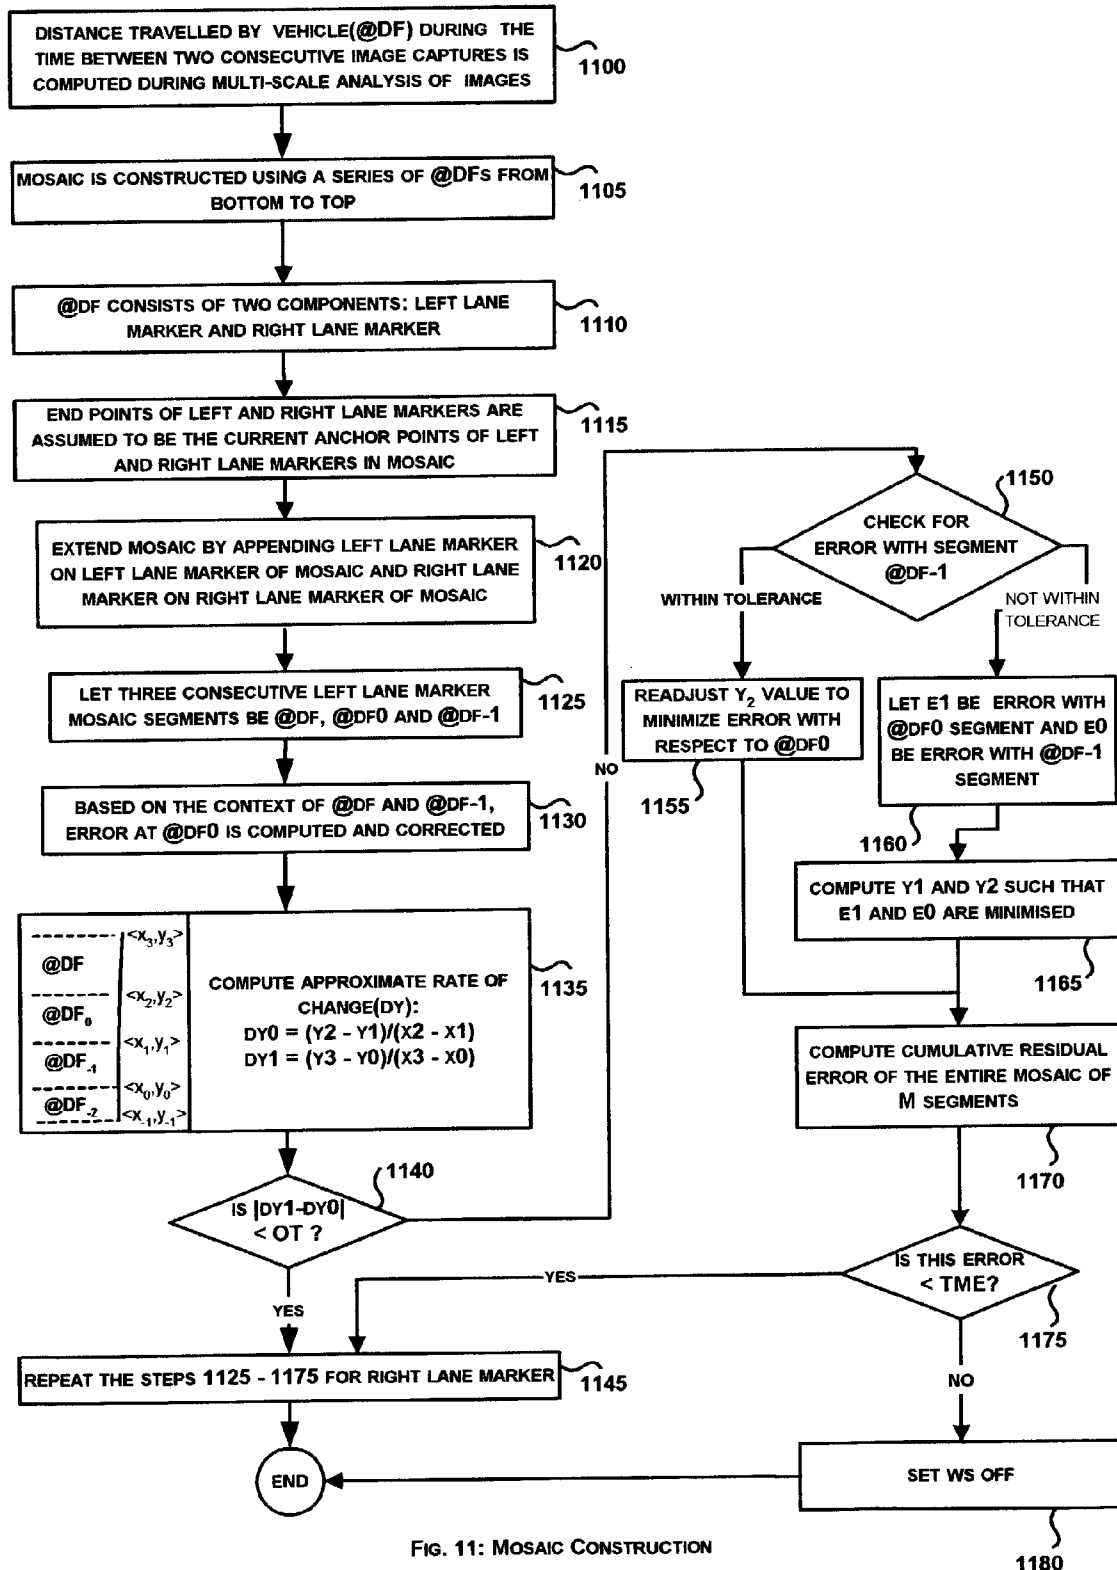 DISTANCE TRAVELLED BY VEHICLE(@DF) DURING THE
TIME BETWEEN TWO CONSECUTIVE IMAGE CAPTURES IS
COMPUTED DURING MULTI-SCALE ANALYSIS OF IMAGES
1100
MOSAIC IS CONSTRUCTED USING A SERIES OF @DFS FROM
BOTTOM TO TOP
1105
@DF CONSISTS OF TWO COMPONENTS: LEFT LANE
MARKER AND RIGHT LANE MARKER
1110
END POINTS OF LEFT AND RIGHT LANE MARKERS ARE
ASSUMED TO BE THE CURRENT ANCHOR POINTS OF LEFT
AND RIGHT LANE MARKERS IN MOSAIC
1115
EXTEND MOSAIC BY APPENDING LEFT LANE MARKER
ON LEFT LANE MARKER OF MOSAIC AND RIGHT LANE
MARKER ON RIGHT LANE MARKER OF MOSAIC
1120
LET THREE CONSECUTIVE LEFT LANE MARKER
MOSAIC SEGMENTS BE @DF, @DF0 AND @DF-1
1125
BASED ON THE CONTEXT OF @DF AND @DF-1,
ERROR AT @DF0 IS COMPUTED AND CORRECTED
1130
<x₃,y₃>
@DF
<x₂,y₂>
@DF₀
<x₁,y₁>
@DF₋₁
<x₀,y₀>
@DF₋₂
<x₋₁,y₋₁>
COMPUTE APPROXIMATE RATE OF
CHANGE(DY):
DY0 = (Y2 - Y1)/(X2 - X1)
DY1 = (Y3 - Y0)/(X3 - X0)
1135
IS |DY1-DY0|
< OT ?
1140
YES
NO
REPEAT THE STEPS 1125 - 1175 FOR RIGHT LANE MARKER
1145
END
CHECK FOR
ERROR WITH SEGMENT
@DF-1
1150
WITHIN TOLERANCE
NOT WITHIN
TOLERANCE
READJUST Y₂ VALUE TO
MINIMIZE ERROR WITH
RESPECT TO @DF0
1155
LET E1 BE ERROR WITH
@DF0 SEGMENT AND E0
BE ERROR WITH @DF-1
SEGMENT
1160
COMPUTE Y1 AND Y2 SUCH THAT
E1 AND E0 ARE MINIMISED
1165
COMPUTE CUMULATIVE RESIDUAL
ERROR OF THE ENTIRE MOSAIC OF
M SEGMENTS
1170
IS THIS ERROR
< TME?
1175
YES
NO
SET WS OFF
1180
FIG. 11: MOSAIC CONSTRUCTION